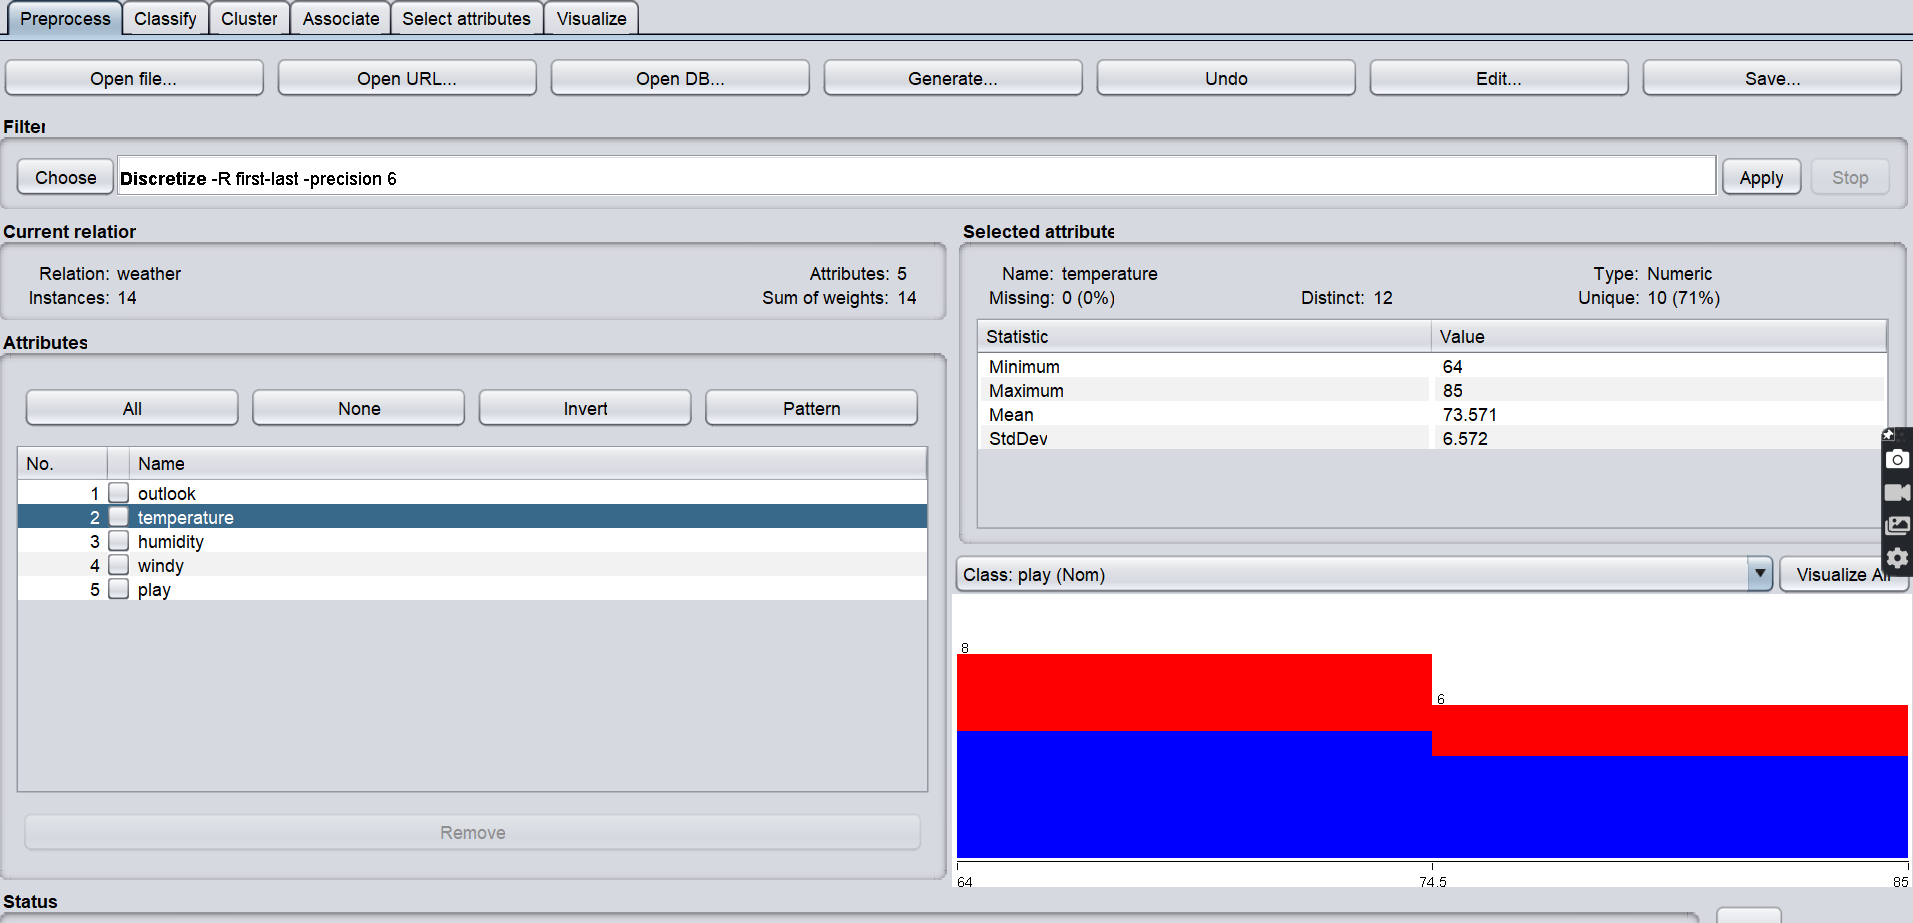 Preprocess Classify Cluster Associate Select attributes Visualize
Open file... Open URL... Open DB... Generate... Undo Edit... Save...
Filter
Choose Discretize -R first-last -precision 6 Apply Stop
Current relation
Relation: weather Attributes: 5
Instances: 14 Sum of weights: 14
Attributes
All None Invert Pattern
No. Name
1 outlook
2 temperature
3 humidity
4 windy
5 play
Remove
Selected attribute
Name: temperature Type: Numeric
Missing: 0 (0%) Distinct: 12 Unique: 10 (71%)
Statistic Value
Minimum 64
Maximum 85
Mean 73.571
StdDev 6.572
Class: play (Nom) Visualize All
8
6
64 74.5 85
Status